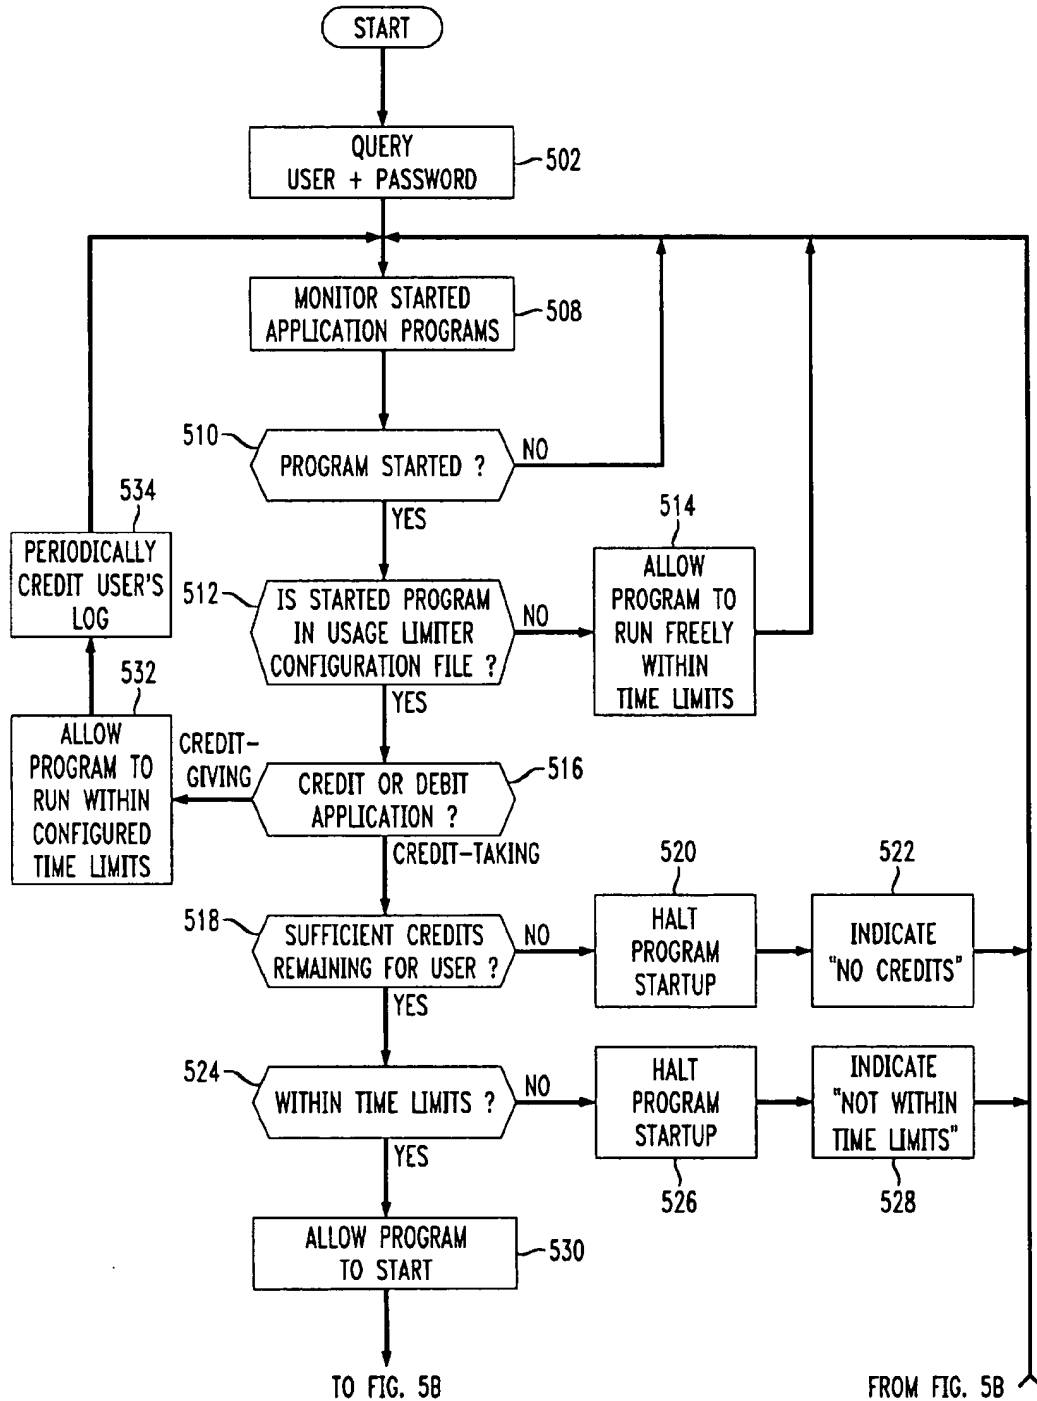 START
QUERY
USER + PASSWORD
502
MONITOR STARTED
APPLICATION PROGRAMS
508
510
PROGRAM STARTED ?
NO
YES
534
PERIODICALLY
CREDIT USER'S
LOG
512
IS STARTED PROGRAM
IN USAGE LIMITER
CONFIGURATION FILE ?
NO
YES
514
ALLOW
PROGRAM TO
RUN FREELY
WITHIN
TIME LIMITS
532
ALLOW
PROGRAM TO
RUN WITHIN
CONFIGURED
TIME LIMITS
CREDIT-
GIVING
CREDIT OR DEBIT
APPLICATION ?
516
CREDIT-TAKING
518
SUFFICIENT CREDITS
REMAINING FOR USER ?
NO
YES
520
HALT
PROGRAM
STARTUP
522
INDICATE
"NO CREDITS"
524
WITHIN TIME LIMITS ?
NO
YES
HALT
PROGRAM
STARTUP
526
INDICATE
"NOT WITHIN
TIME LIMITS"
528
ALLOW PROGRAM
TO START
530
TO FIG. 5B
FROM FIG. 5B